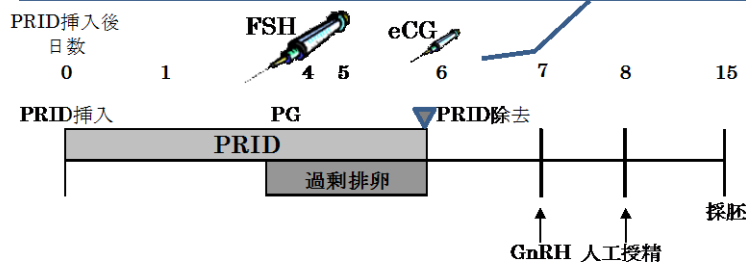 PRID挿入後
日数
FSH
eCG
0 1 4 5 6 7 8 15
PRID挿入
PG
PRID除去
PRID
過剰排卵
採胚
GnRH 人工授精